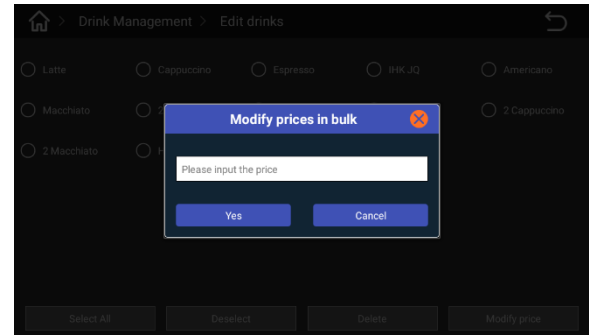 Drink Management > Edit drinks
Latte Cappuccino Espresso IHK JQ Americano
Macchiato 2 2 Cappuccino
2 Macchiato H
Modify prices in bulk
Please input the price
Yes Cancel
Select All Deselect Delete Modify price